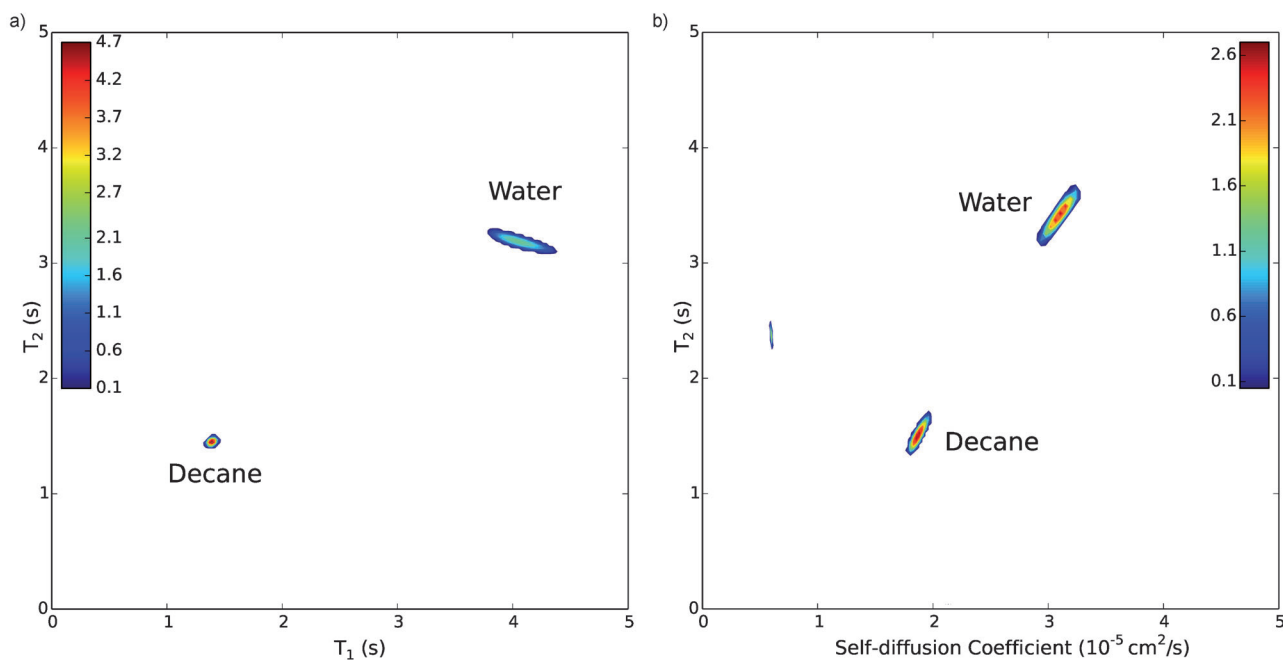 a)
5
4
3
2
1
0
T2 (s)
4.7
4.2
3.7
3.2
2.7
2.1
1.6
1.1
0.6
0.1
Water
Decane
0 1 2 3 4 5
T1 (s)
b)
5
4
3
2
1
0
T2 (s)
2.6
2.1
1.6
1.1
0.6
0.1
Water
Decane
1 2 3 4 5
Self-diffusion Coefficient (10-5 cm2/s)